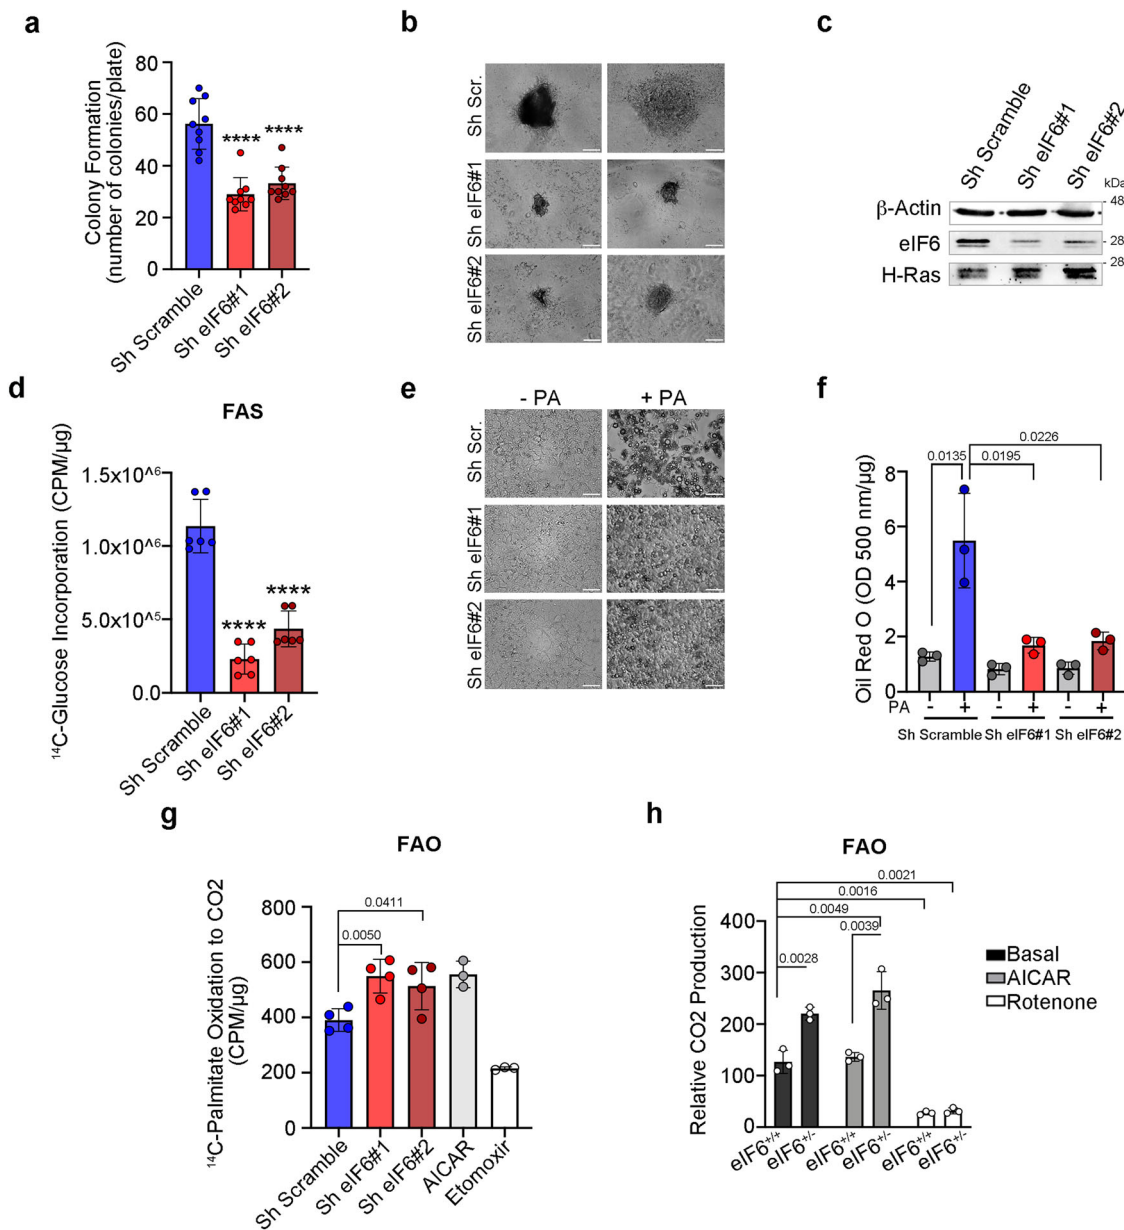 a
Colony Formation
(number of colonies/plate)
80
60
40
20
0
****
****
Sh Scramble
Sh eIF6#1
Sh eIF6#2
b
Sh Scr.
Sh eIF6#1
Sh eIF6#2
c
Sh Scramble
Sh eIF6#1
Sh eIF6#2
kDa
β-Actin
48
eIF6
28
28
H-Ras
d
FAS
¹⁴C-Glucose Incorporation (CPM/µg)
1.5x10^6
1.0x10^6
5.0x10^5
0.0
****
****
Sh Scramble
Sh eIF6#1
Sh eIF6#2
e
- PA
+ PA
Sh Scr.
Sh eIF6#1
Sh eIF6#2
f
Oil Red O (OD 500 nm/µg)
8
6
4
2
0
0.0226
0.0135
0.0195
PA - + - + - +
Sh Scramble Sh eIF6#1 Sh eIF6#2
g
FAO
¹⁴C-Palmitate Oxidation to CO2
(CPM/µg)
800
600
400
200
0
0.0411
0.0050
Sh Scramble
Sh eIF6#1
Sh eIF6#2
AICAR
Etomoxir
h
FAO
Relative CO2 Production
400
300
200
100
0
0.0021
0.0016
0.0049
0.0039
0.0028
Basal
AICAR
Rotenone
eIF6+/+
eIF6+/-
eIF6+/+
eIF6+/-
eIF6+/+
eIF6+/-